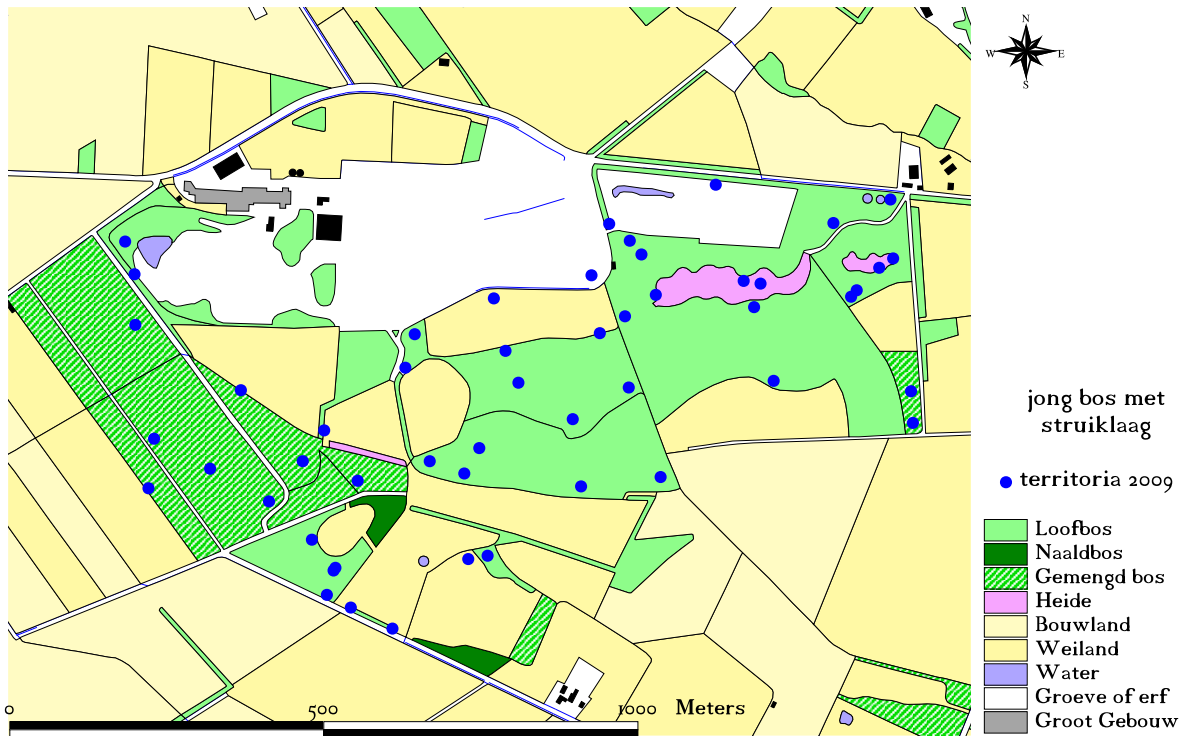 N
W E
S
jong bos met
struiklaag
territoria 2009
Loofbos
Naaldbos
Gemengd bos
Heide
Bouwland
Weiland
Water
Groeve of erf
Groot Gebouw
0 500 1000 Meters